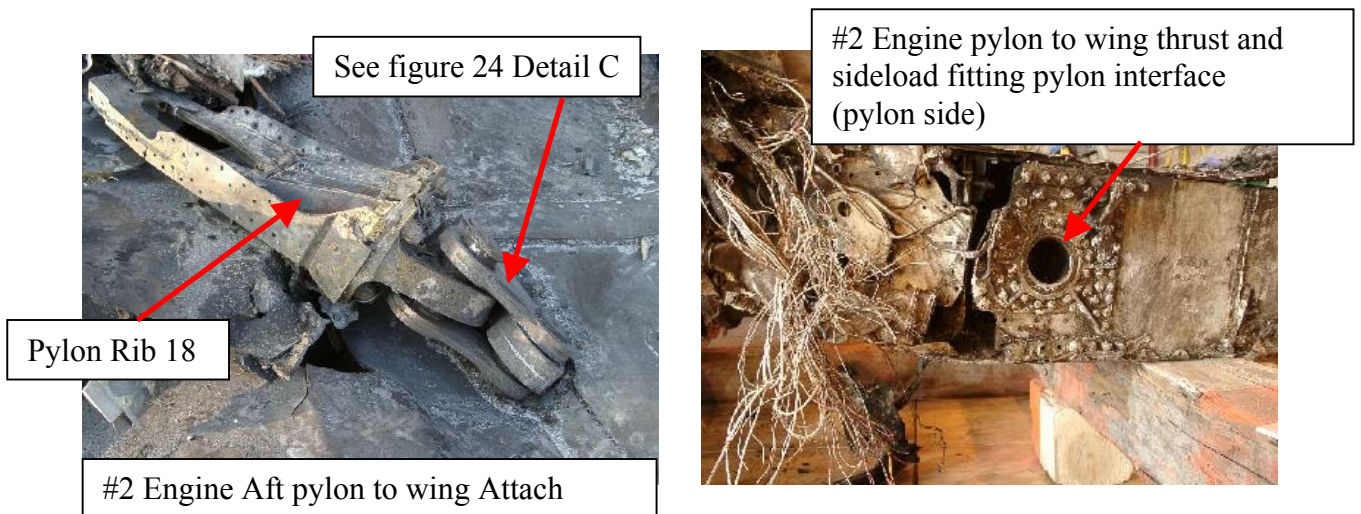 See figure 24 Detail C
Pylon Rib 18
#2 Engine Aft pylon to wing Attach
#2 Engine pylon to wing thrust and
sideload fitting pylon interface
(pylon side)